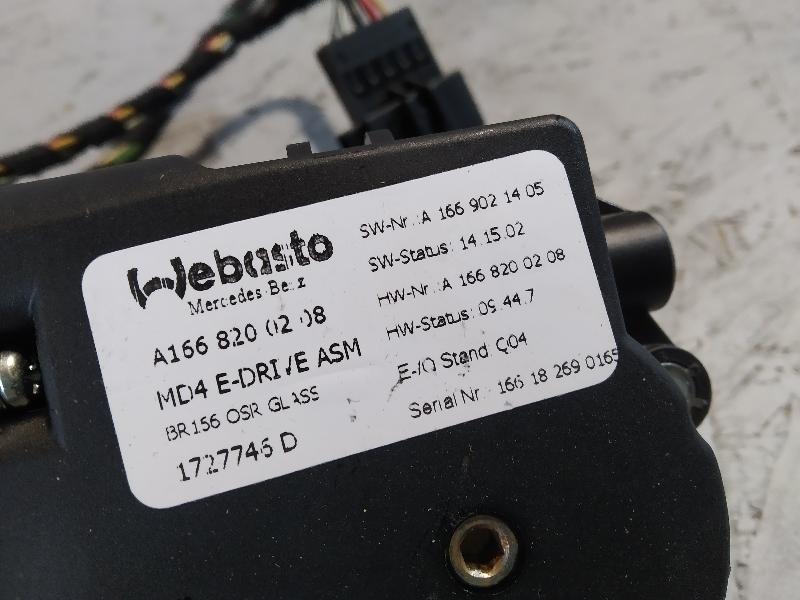 Webasto
Mercedes Benz
A166 820 02 08
MD4 E-DRIVE ASM
BR156 OSR GLASS
1727746 D
SW-Nr.:A 166 902 14 05
SW-Status: 14.15.02
HW-Nr.:A 166 820 02 08
HW-Status: 09.44.7
E-/Q Stand: Q04
Serial Nr.: 166 18 269 0165